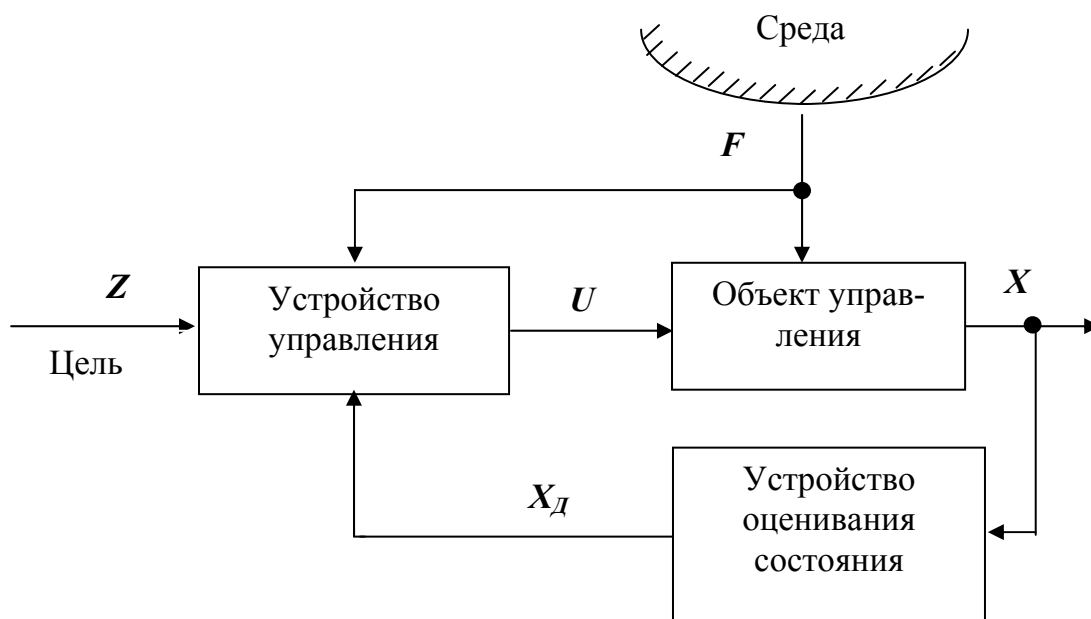 Среда
F
Z
Устройство
управления
U
Объект управ-
ления
X
Цель
XД
Устройство
оценивания
состояния